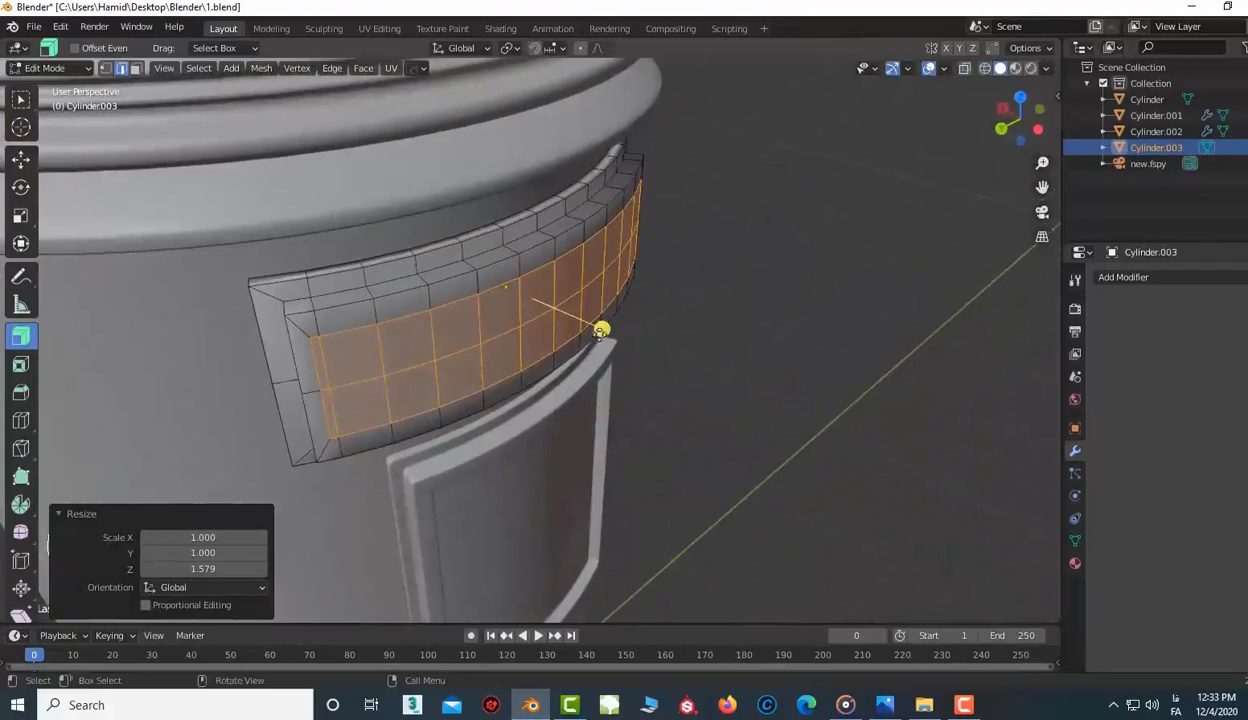 Blender* [C:\Users\Hamid\Desktop\Blender\1.blend]
File Edit Render Window Help Layout Modeling Sculpting UV Editing Texture Paint Shading Animation Rendering Compositing Scripting Scene View Layer
Offset Even Drag: Select Box Global X Y Z Options
Edit Mode View Select Add Mesh Vertex Edge Face UV
User Perspective
(0) Cylinder.003
Z
Y
Scene Collection
Collection
Cylinder
Cylinder.001
Cylinder.002
Cylinder.003
new.fspy
Cylinder.003
Add Modifier
Resize
Scale X 1.000
Y 1.000
Z 1.579
Orientation Global
Proportional Editing
Playback Keying View Marker 0 Start 1 End 250
0 10 20 30 40 50 60 70 80 90 100 110 120 130 140 150 160 170 180 190 200 210 220 230 240 250
Select Box Select Rotate View Call Menu
Search
3
12:33 PM
فا
FA
12/4/2020